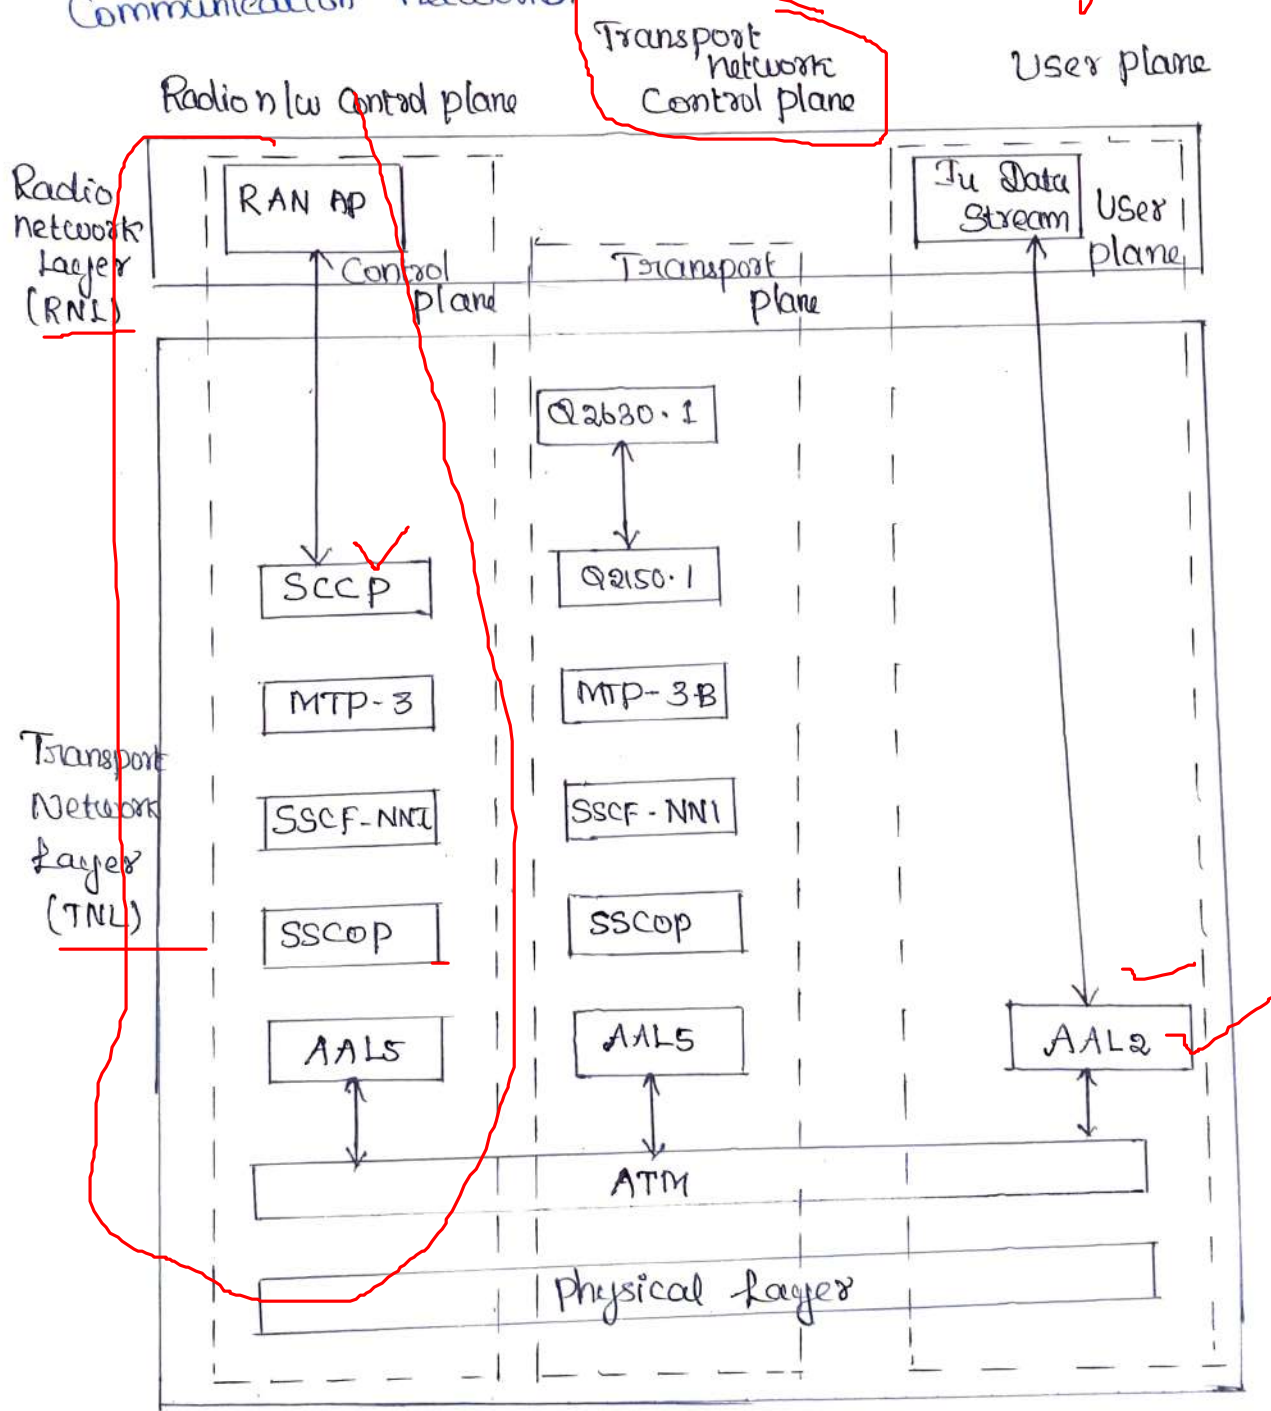 Communication
Transport
network
Control plane
User plane
Radio n/w Control plane
Radio
network
Layer
(RNL)
RAN AP
Control
plane
Transport
plane
Iu Data
Stream
User
plane
Q2630.1
SCCP
Q2150.1
MTP-3
MTP-3B
Transport
Network
Layer
(TNL)
SSCF-NNI
SSCF-NNI
SSCOP
SSCOP
AAL5
AAL5
AAL2
ATM
Physical Layer